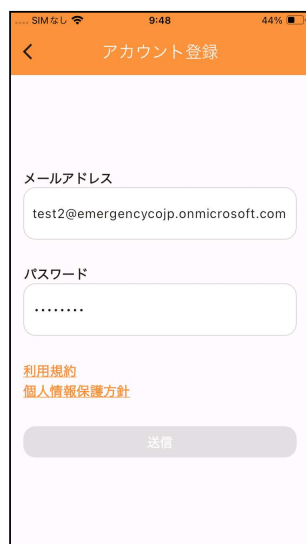 SIMなし 9:48 44%
アカウント登録
メールアドレス
test2@emergencycojp.onmicrosoft.com
パスワード
••••••••
利用規約
個人情報保護方針
送信